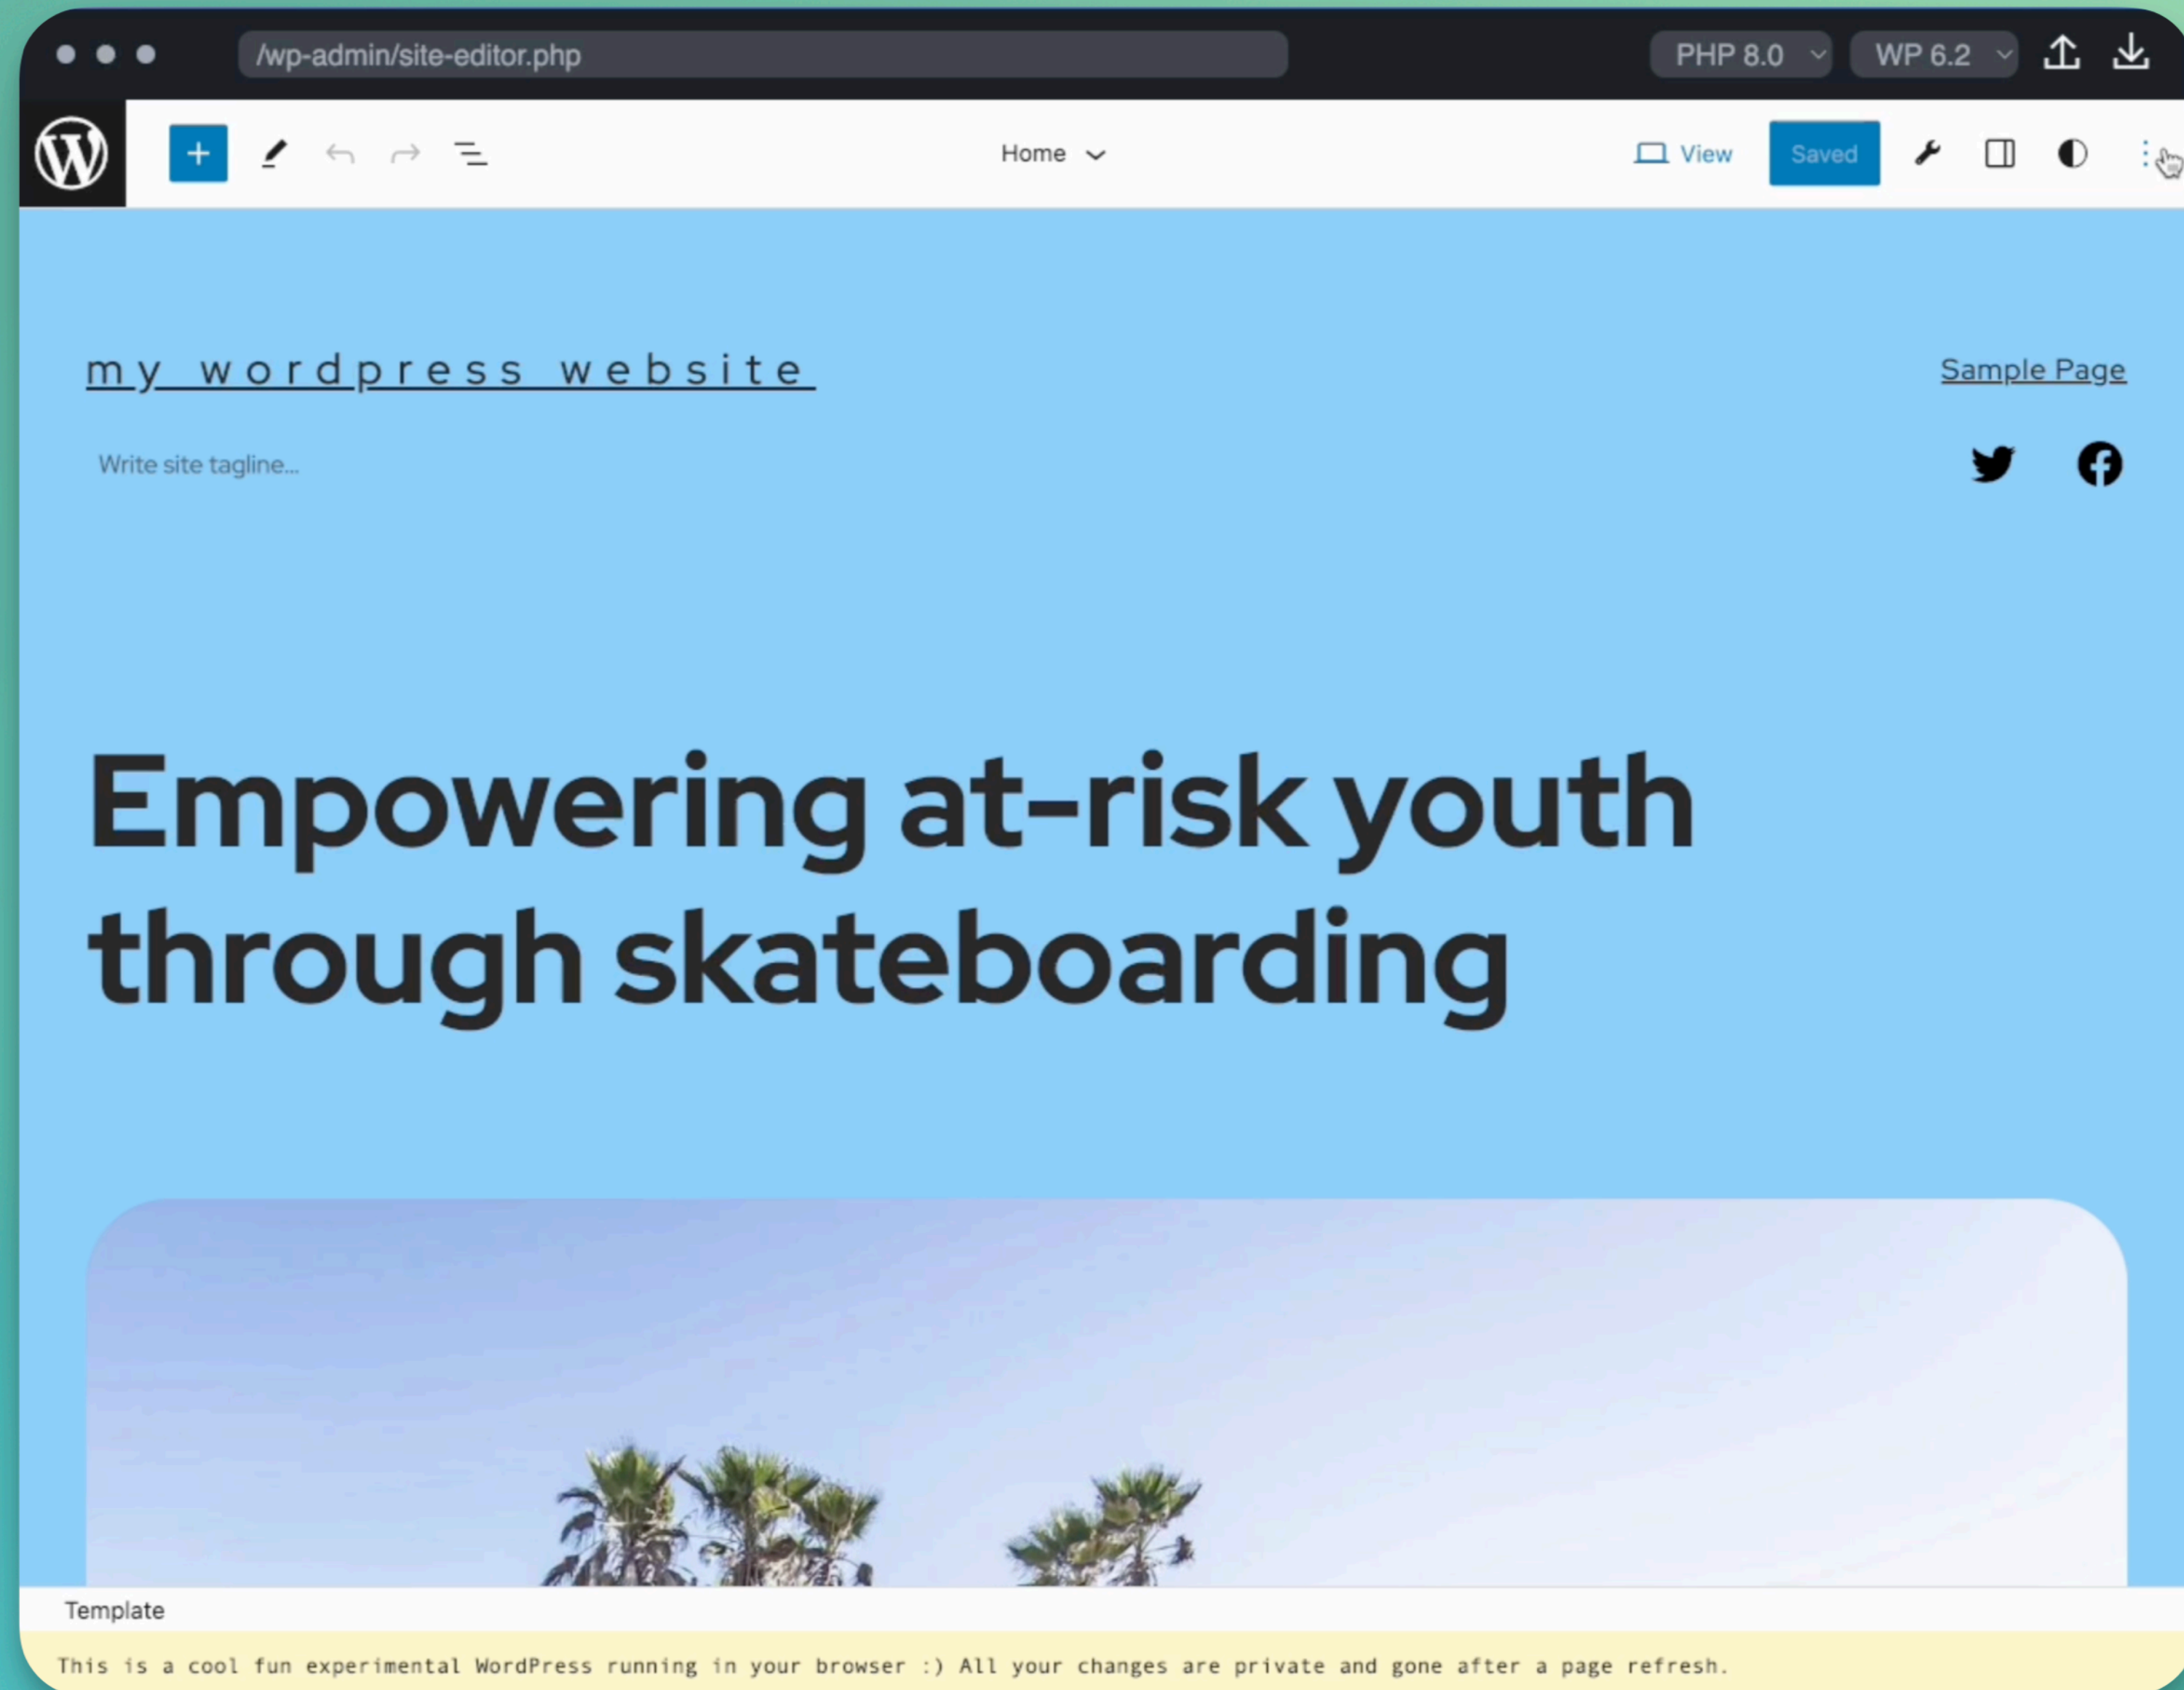 /wp-admin/site-editor.php
PHP 8.0
WP 6.2
Home
View
Saved
my wordpress website
Sample Page
Write site tagline...
Empowering at-risk youth
through skateboarding
Template
This is a cool fun experimental WordPress running in your browser :) All your changes are private and gone after a page refresh.